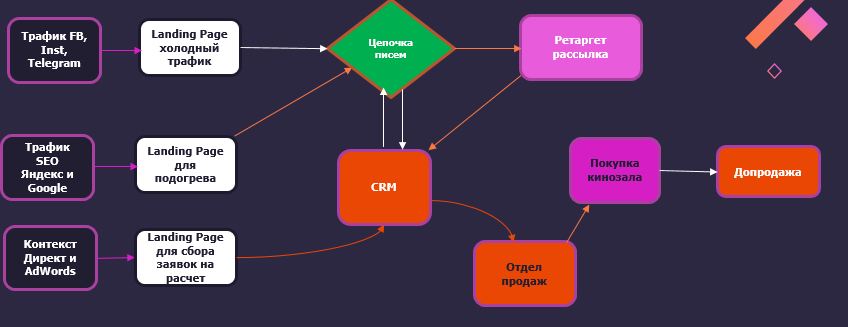 Трафик FB,
Inst,
Telegram
Landing Page
холодный
трафик
Цепочка
писем
Ретаргет
рассылка
Трафик
SEO
Яндекс и
Google
Landing Page
для
подогрева
CRM
Покупка
кинозала
Допродажа
Контекст
Директ и
AdWords
Landing Page
для сбора
заявок на
расчет
Отдел
продаж